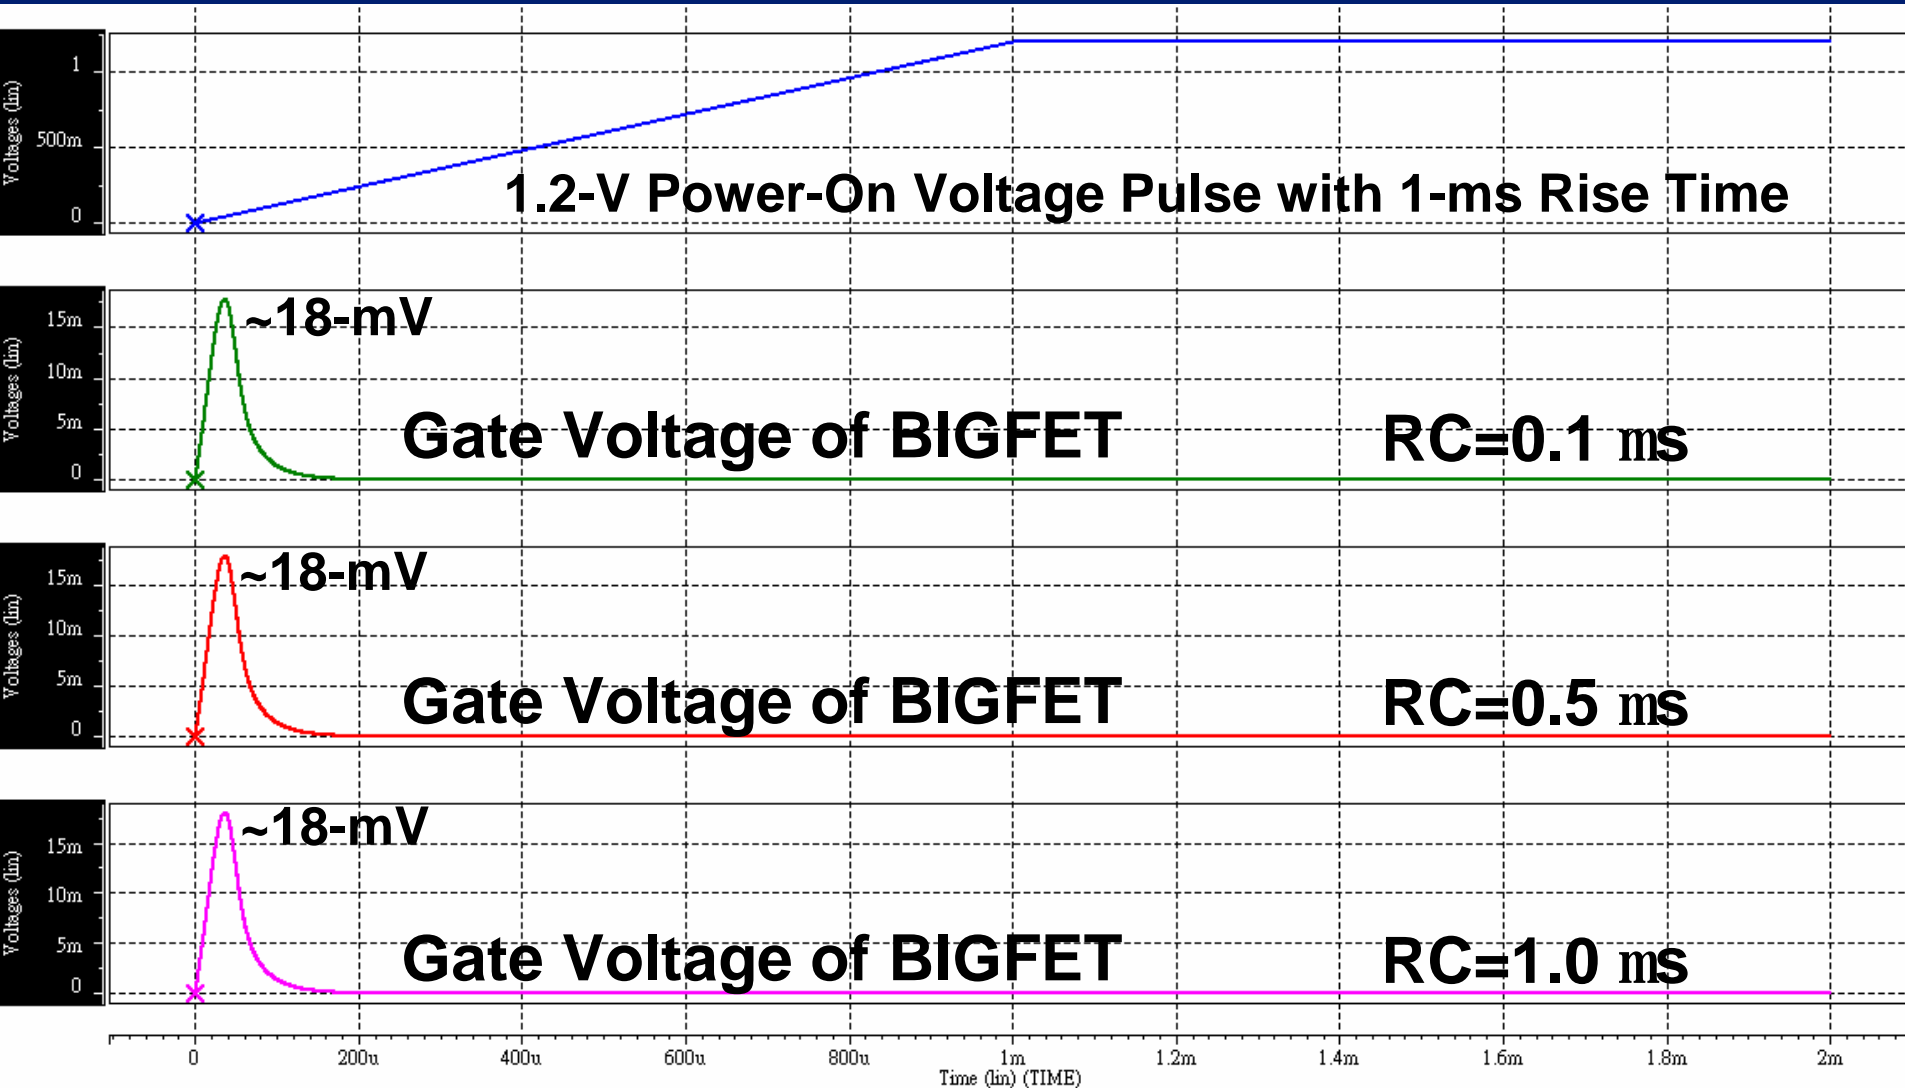 Voltages (lin)
1
500m
0
1.2-V Power-On Voltage Pulse with 1-ms Rise Time
Voltages (lin)
15m
10m
5m
0
~18-mV
Gate Voltage of BIGFET RC=0.1 ms
Voltages (lin)
15m
10m
5m
0
~18-mV
Gate Voltage of BIGFET RC=0.5 ms
Voltages (lin)
15m
10m
5m
0
~18-mV
Gate Voltage of BIGFET RC=1.0 ms
0 200u 400u 600u 800u 1m 1.2m 1.4m 1.6m 1.8m 2m
Time (lin) (TIME)